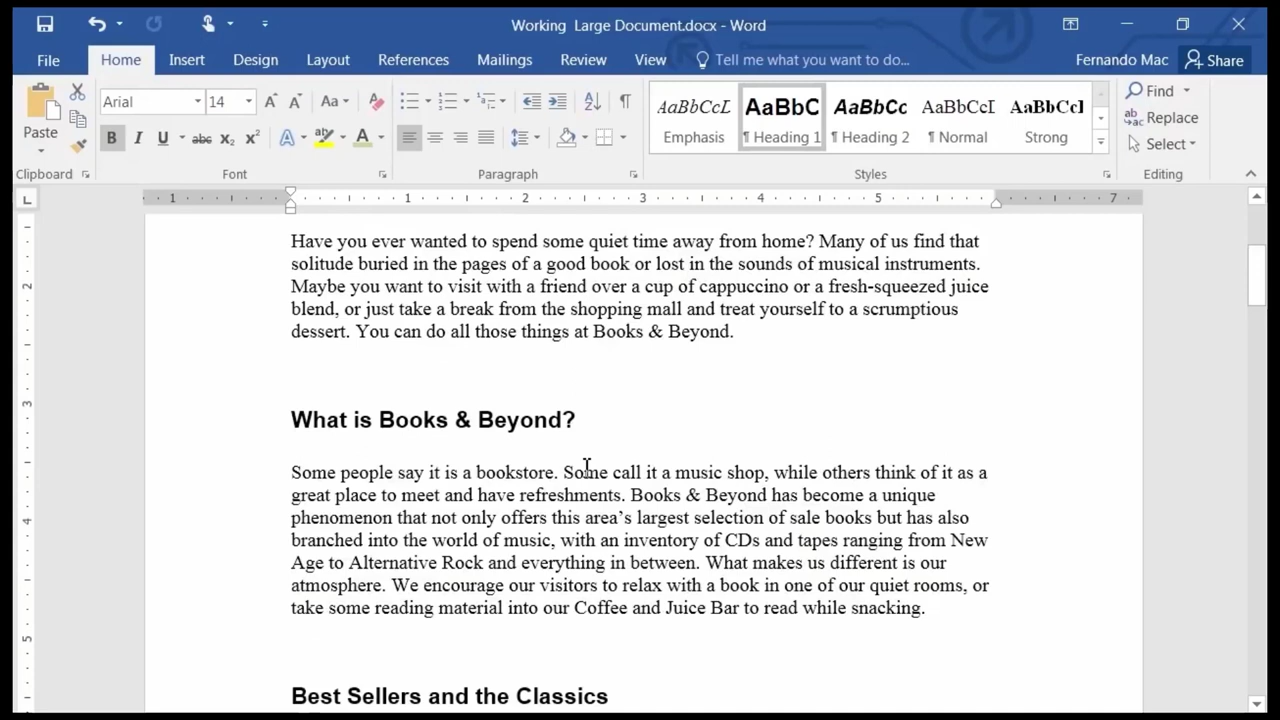 Working Large Document.docx - Word
File Home Insert Design Layout References Mailings Review View Tell me what you want to do... Fernando Mac Share
Paste
Arial 14 Aa
B I U abc x₂ x² A A
AaBbCcL AaBbC AaBbCc AaBbCcI AaBbCcI
Emphasis ¶ Heading 1 ¶ Heading 2 ¶ Normal Strong
Find
Replace
Select
Clipboard Font Paragraph Styles Editing
1 1 2 3 4 5 7
2
3
4
5
Have you ever wanted to spend some quiet time away from home? Many of us find that
solitude buried in the pages of a good book or lost in the sounds of musical instruments.
Maybe you want to visit with a friend over a cup of cappuccino or a fresh-squeezed juice
blend, or just take a break from the shopping mall and treat yourself to a scrumptious
dessert. You can do all those things at Books & Beyond.
What is Books & Beyond?
Some people say it is a bookstore. Some call it a music shop, while others think of it as a
great place to meet and have refreshments. Books & Beyond has become a unique
phenomenon that not only offers this area’s largest selection of sale books but has also
branched into the world of music, with an inventory of CDs and tapes ranging from New
Age to Alternative Rock and everything in between. What makes us different is our
atmosphere. We encourage our visitors to relax with a book in one of our quiet rooms, or
take some reading material into our Coffee and Juice Bar to read while snacking.
Best Sellers and the Classics